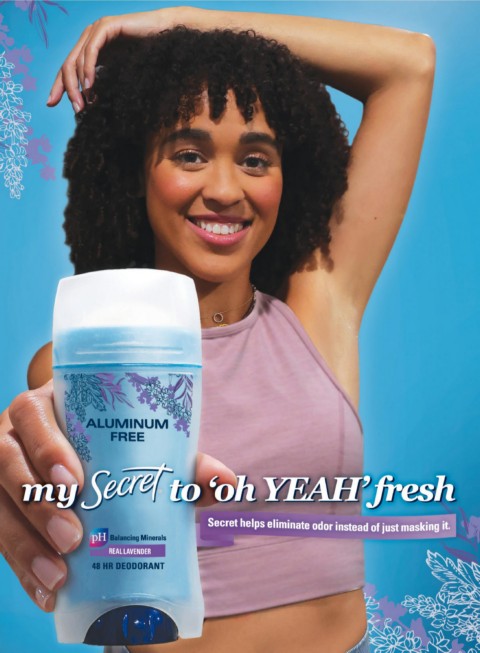 ALUMINUM
FREE
my Secret to 'oh YEAH' fresh
Secret helps eliminate odor instead of just masking it.
pH Balancing Minerals
REAL LAVENDER
48 HR DEODORANT